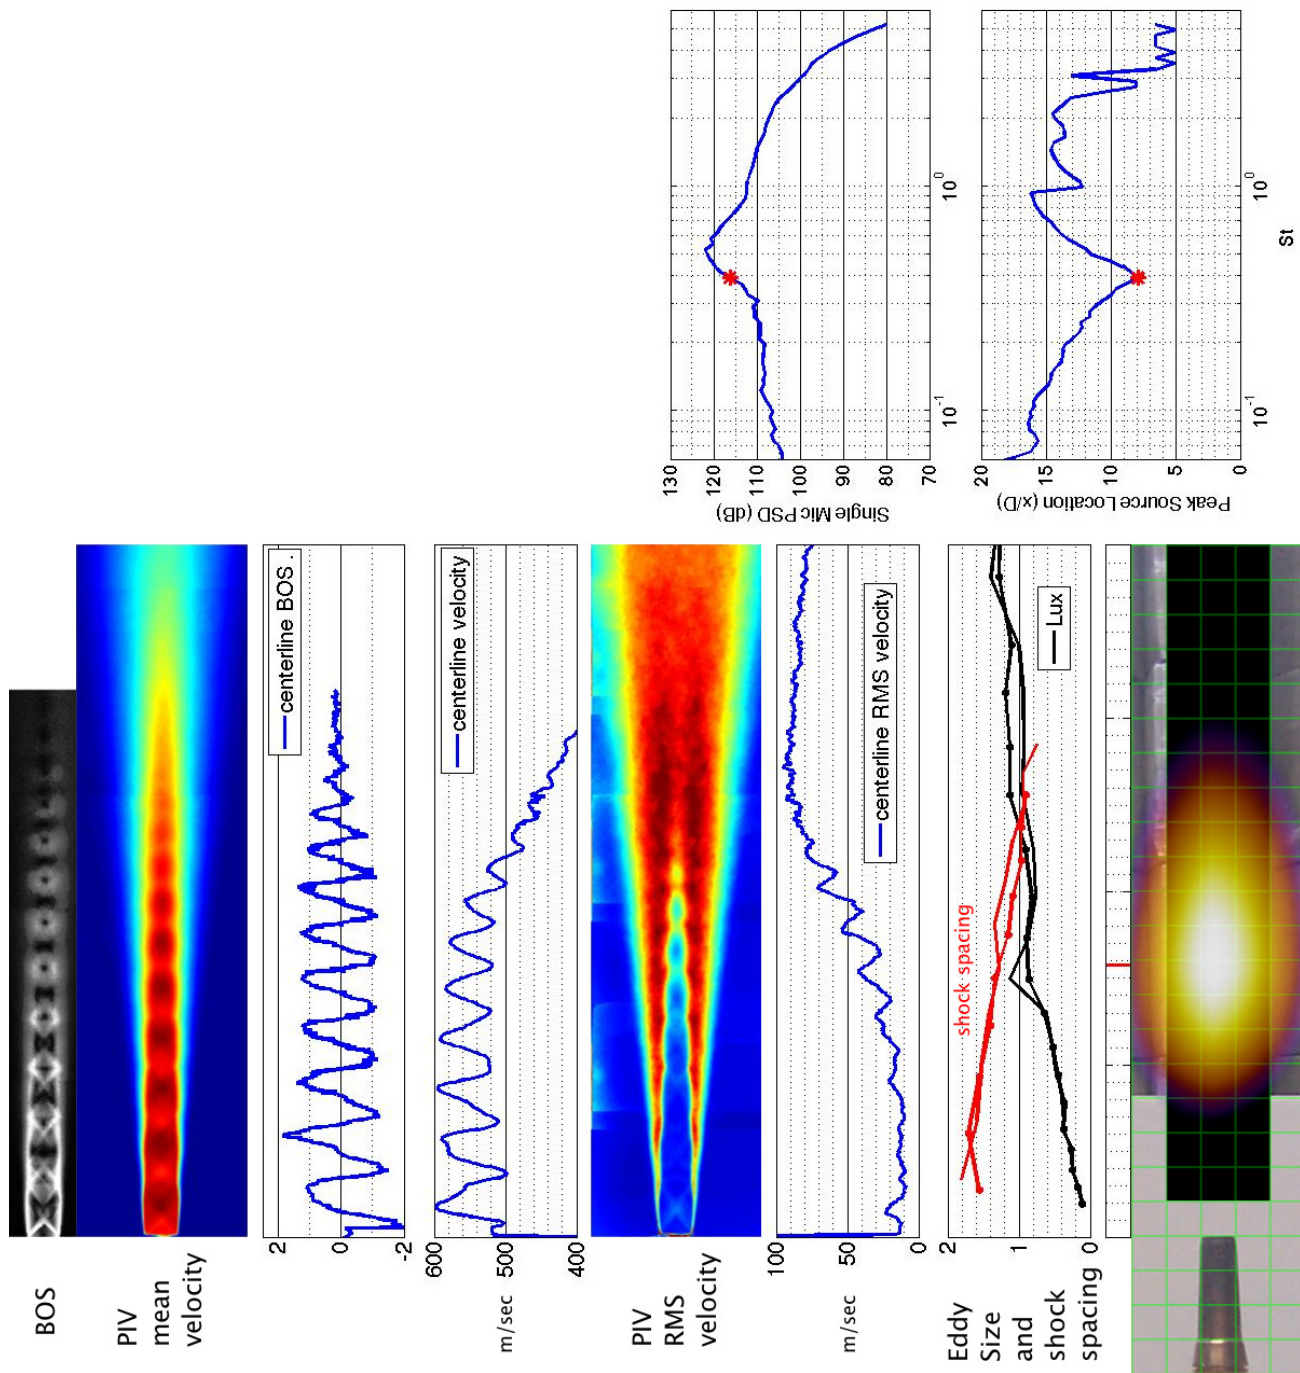 BOS
PIV
mean
velocity
centerline BOS .
2
0
-2
centerline velocity
600
500
400
m/sec
PIV
RMS
velocity
centerline RMS velocity
100
50
0
m/sec
Eddy
Size
and
shock
spacing
2
1
0
shock spacing
Lux
Single Mic PSD (dB)
130
120
110
100
90
80
70
10⁻¹
10⁰
Peak Source Location (x/D)
20
15
10
5
0
10⁻¹
10⁰
St